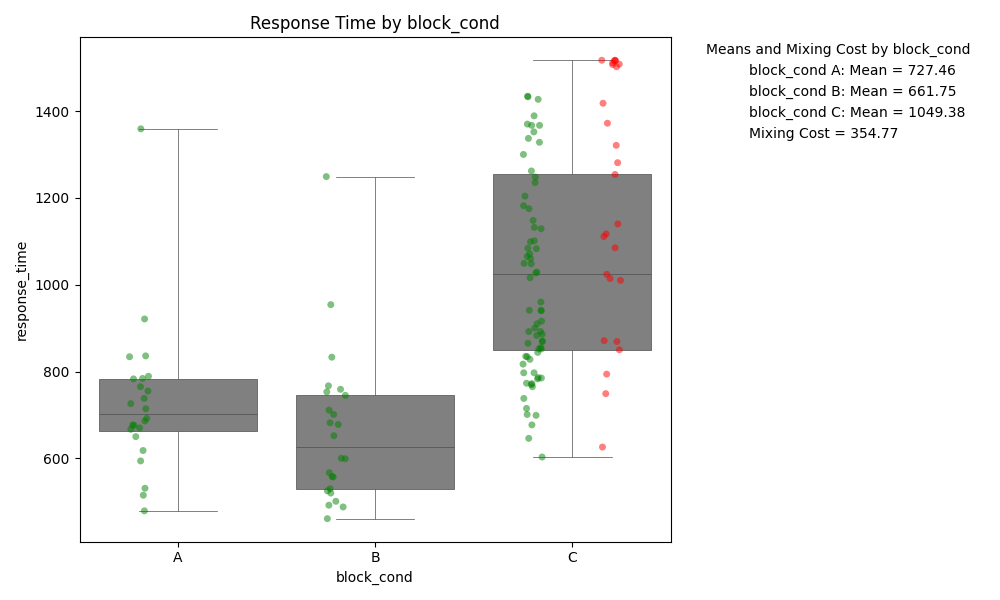 Response Time by block_cond
Means and Mixing Cost by block_cond
block_cond A: Mean = 727.46
block_cond B: Mean = 661.75
block_cond C: Mean = 1049.38
Mixing Cost = 354.77
response_time
1400
1200
1000
800
600
A
B
C
block_cond